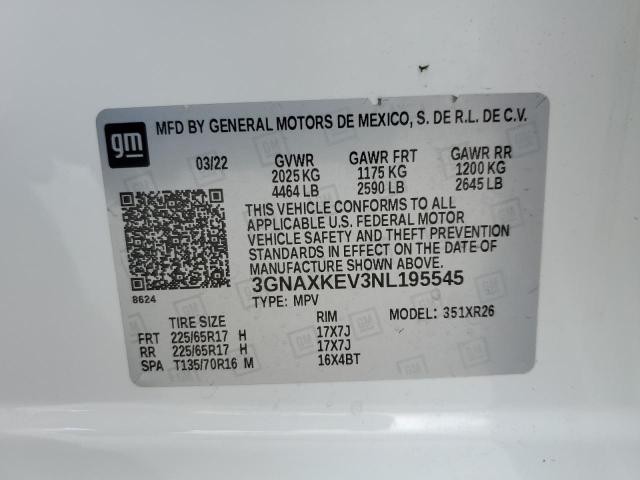 gm
MFD BY GENERAL MOTORS DE MEXICO, S. DE R.L. DE C.V.
03/22 GVWR GAWR FRT GAWR RR
2025 KG 1175 KG 1200 KG
4464 LB 2590 LB 2645 LB
THIS VEHICLE CONFORMS TO ALL
APPLICABLE U.S. FEDERAL MOTOR
VEHICLE SAFETY AND THEFT PREVENTION
STANDARDS IN EFFECT ON THE DATE OF
MANUFACTURE SHOWN ABOVE.
8624
3GNAXKEV3NL195545
TYPE: MPV MODEL: 351XR26
TIRE SIZE RIM
FRT 225/65R17 H 17X7J
RR 225/65R17 H 17X7J
SPA T135/70R16 M 16X4BT